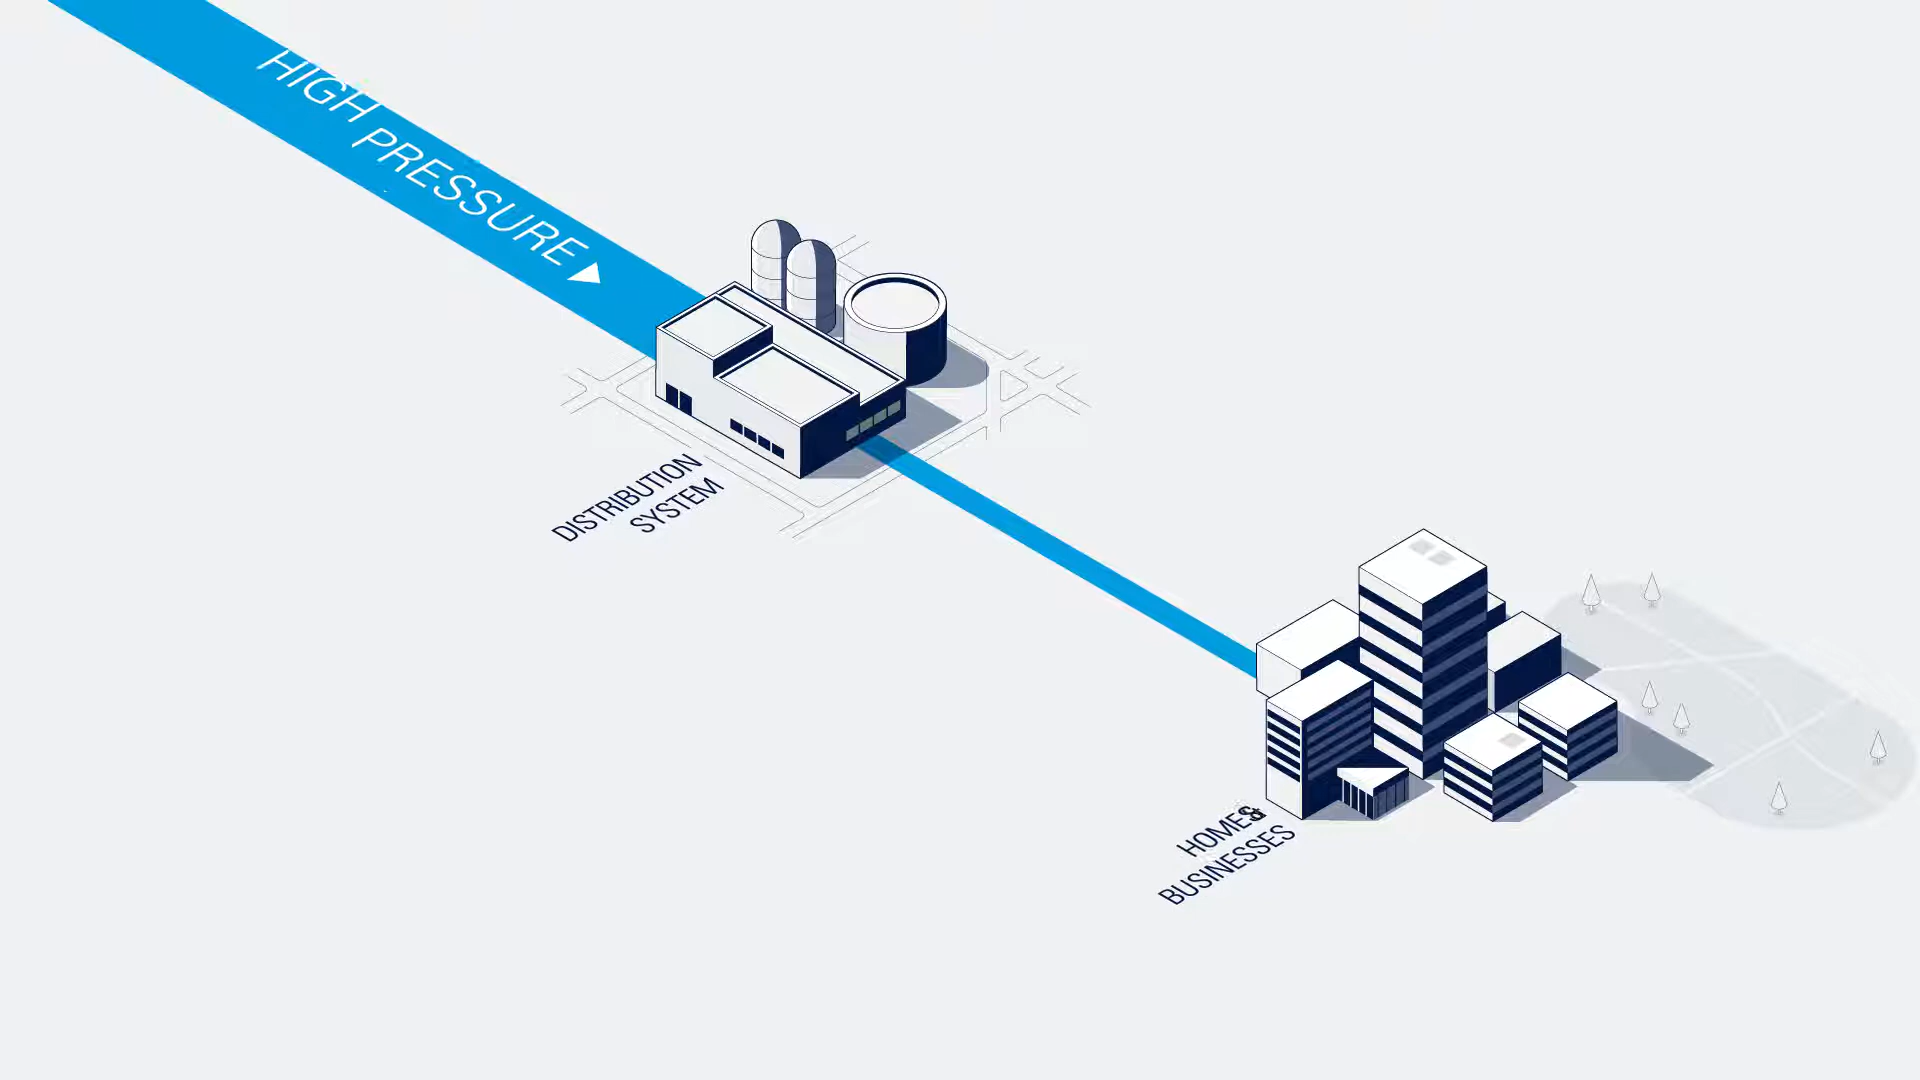 HIGH PRESSURE
DISTRIBUTION
SYSTEM
HOMES&
BUSINESSES